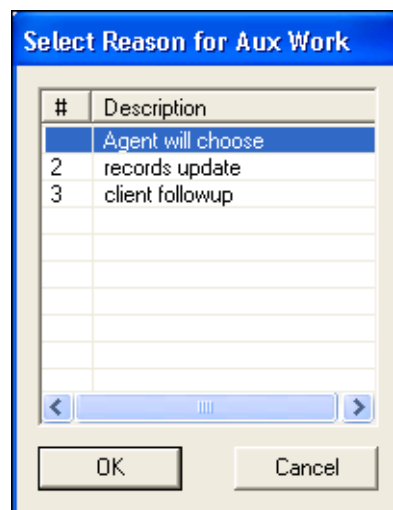 Select Reason for Aux Work
# Description
Agent will choose
2 records update
3 client followup
OK Cancel